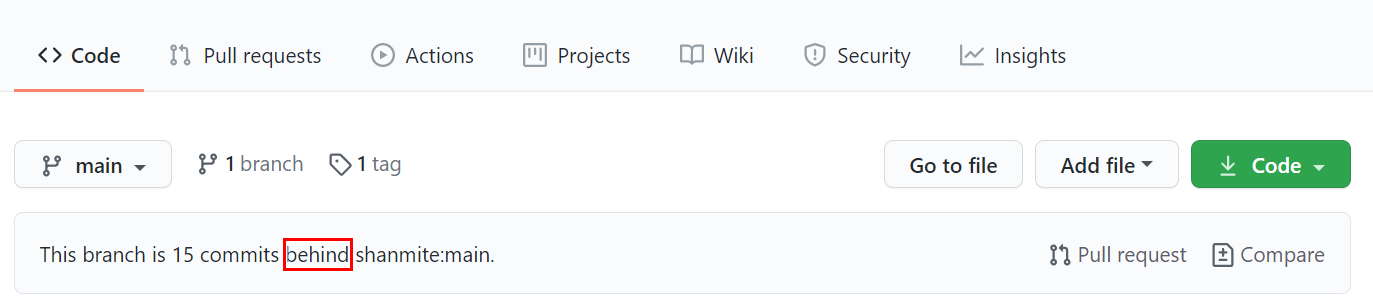 Code Pull requests Actions Projects Wiki Security Insights
main 1 branch 1 tag Go to file Add file Code
This branch is 15 commits behind shanmite:main. Pull request Compare